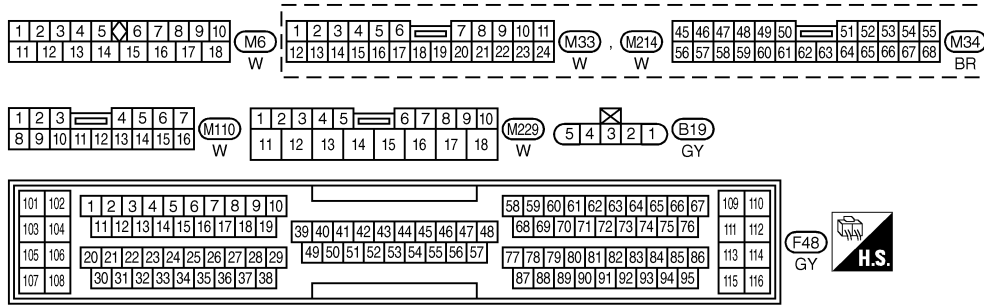 1 2 3 4 5 6 7 8 9 10
11 12 13 14 15 16 17 18
M6
W
1 2 3 4 5 6 7 8 9 10 11
12 13 14 15 16 17 18 19 20 21 22 23 24
M33 , M214
W W
45 46 47 48 49 50 51 52 53 54 55
56 57 58 59 60 61 62 63 64 65 66 67 68
M34
BR
1 2 3 4 5 6 7
8 9 10 11 12 13 14 15 16
M110
W
1 2 3 4 5 6 7 8 9 10
11 12 13 14 15 16 17 18
M229
W
5 4 3 2 1
B19
GY
101 102
103 104
105 106
107 108
1 2 3 4 5 6 7 8 9 10
11 12 13 14 15 16 17 18 19
20 21 22 23 24 25 26 27 28 29
30 31 32 33 34 35 36 37 38
39 40 41 42 43 44 45 46 47 48
49 50 51 52 53 54 55 56 57
58 59 60 61 62 63 64 65 66 67
68 69 70 71 72 73 74 75 76
77 78 79 80 81 82 83 84 85 86
87 88 89 90 91 92 93 94 95
109 110
111 112
113 114
115 116
F48
GY
H.S.